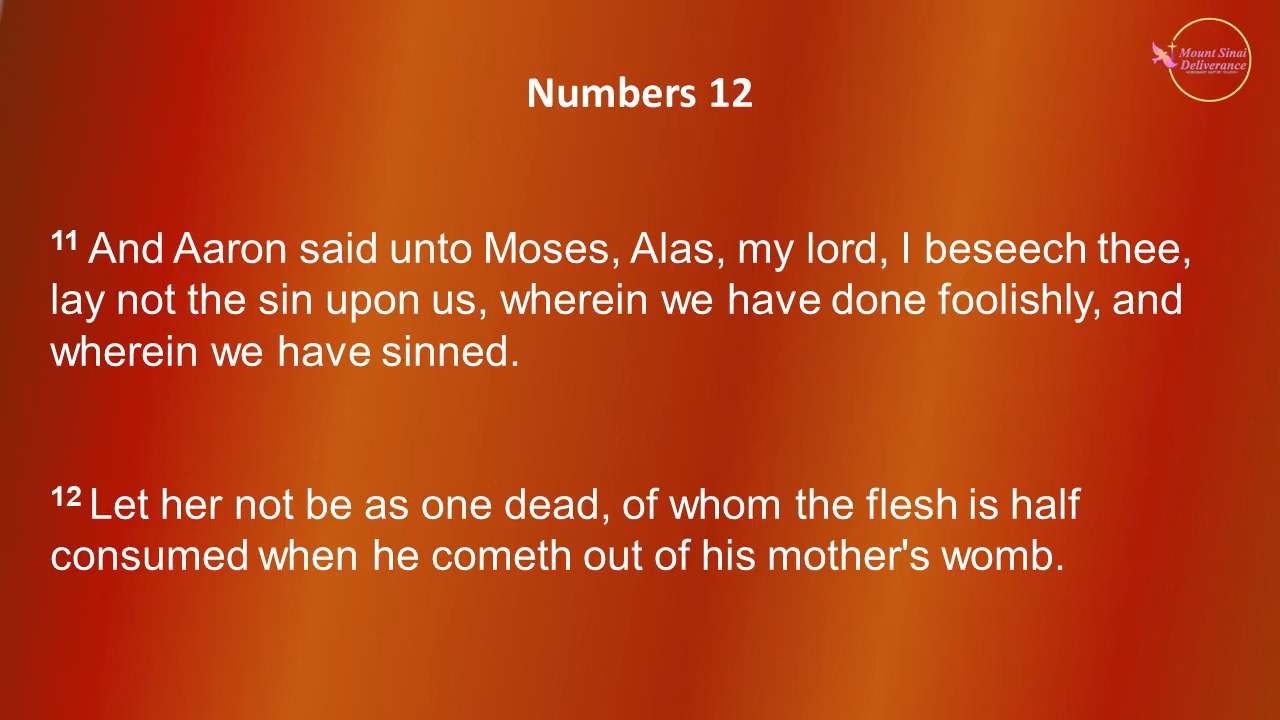 Mount Sinai
Deliverance
Numbers 12
11 And Aaron said unto Moses, Alas, my lord, I beseech thee,
lay not the sin upon us, wherein we have done foolishly, and
wherein we have sinned.
12 Let her not be as one dead, of whom the flesh is half
consumed when he cometh out of his mother's womb.